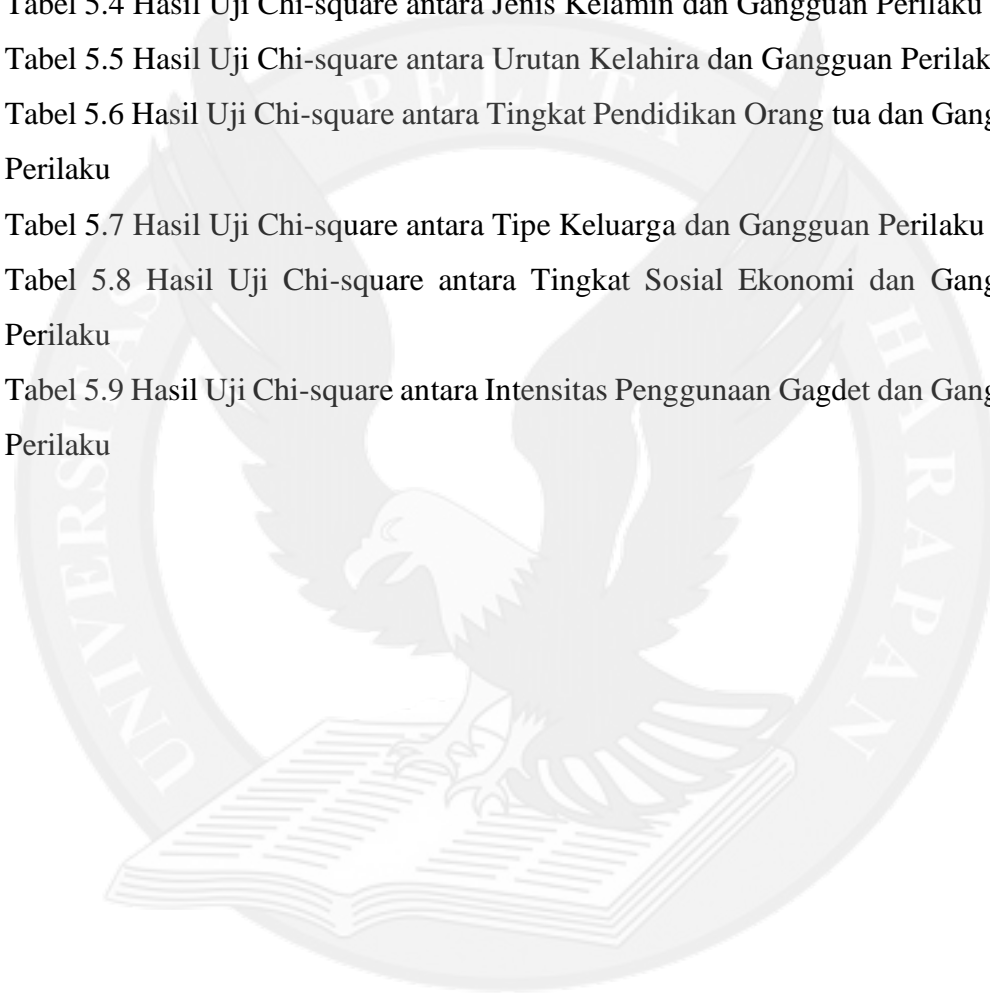 Tabel 5.4 Hasil Uji Chi-square antara Jenis Kelamin dan Gangguan Perilaku
Tabel 5.5 Hasil Uji Chi-square antara Urutan Kelahira dan Gangguan Perilak
Tabel 5.6 Hasil Uji Chi-square antara Tingkat Pendidikan Orang tua dan Gang
Perilaku
Tabel 5.7 Hasil Uji Chi-square antara Tipe Keluarga dan Gangguan Perilaku
Tabel 5.8 Hasil Uji Chi-square antara Tingkat Sosial Ekonomi dan Gang
Perilaku
Tabel 5.9 Hasil Uji Chi-square antara Intensitas Penggunaan Gagdet dan Gang
Perilaku
UNIVERSITAS PELITA HARAPAN